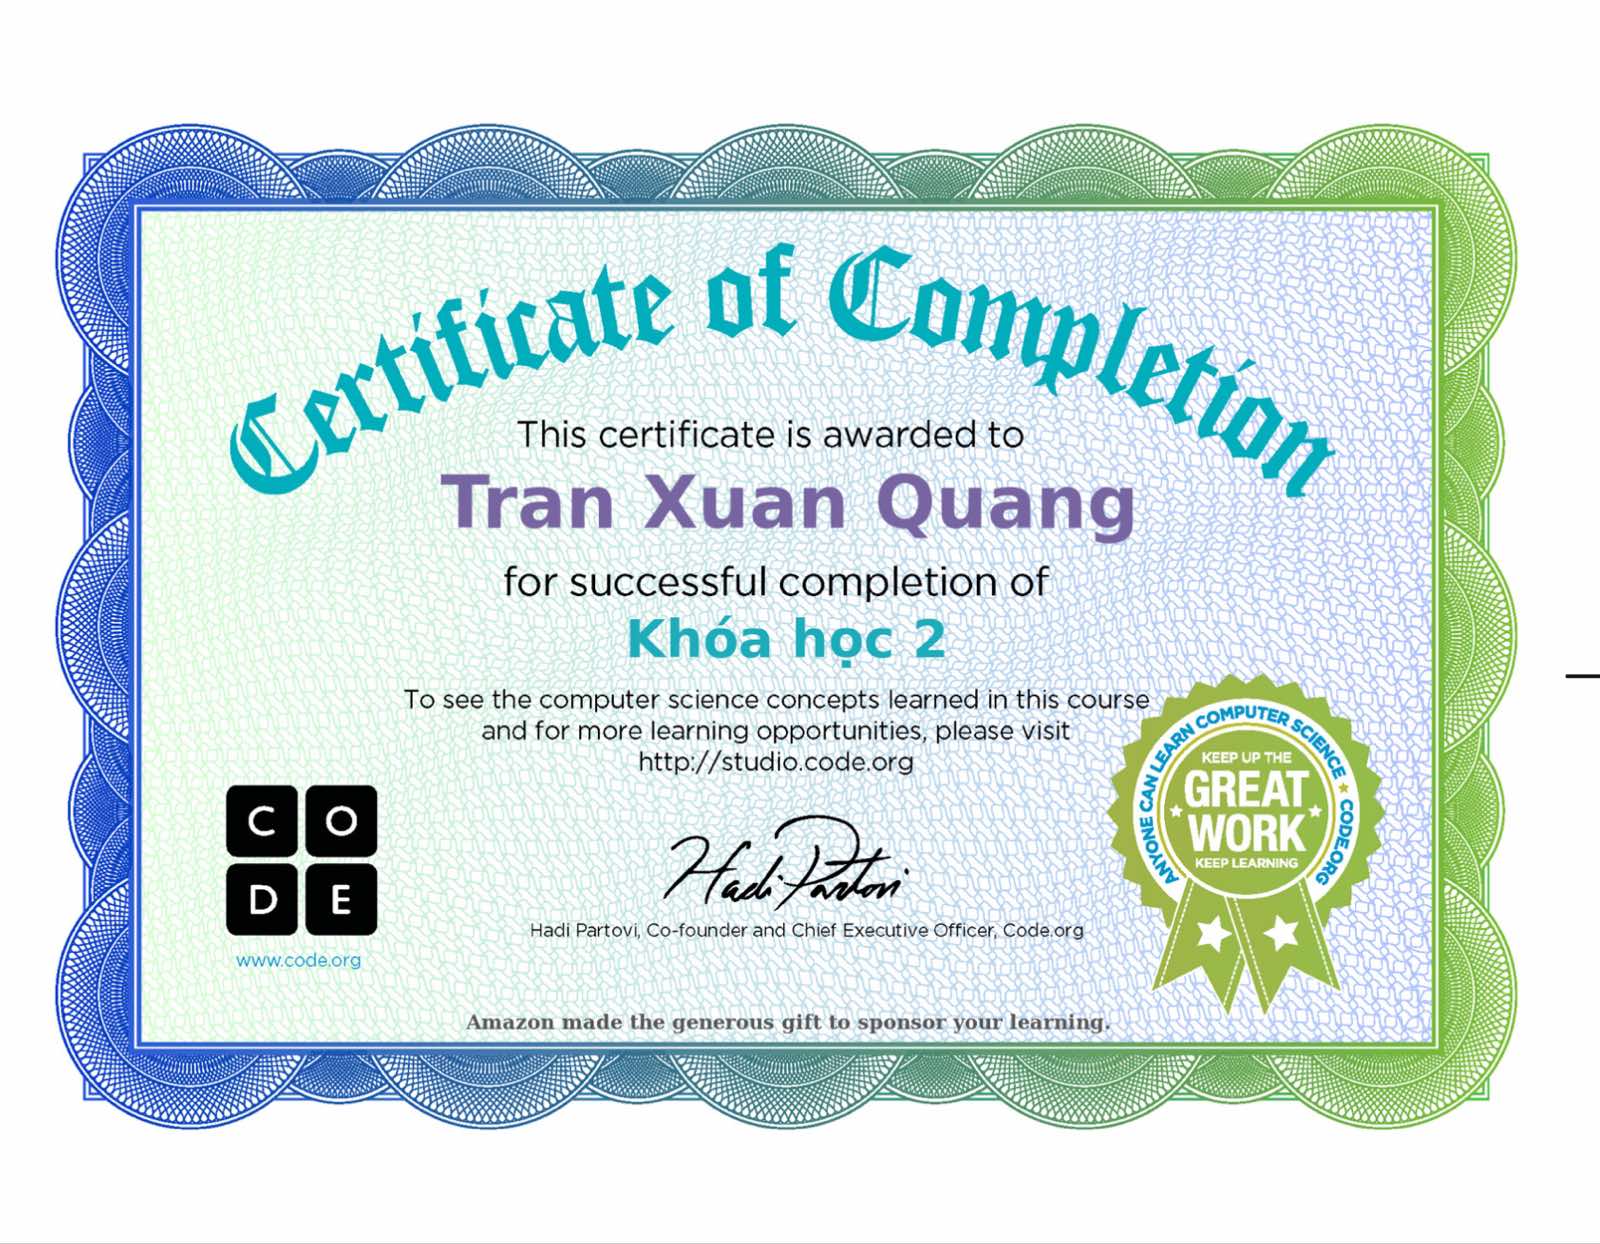 Certificate of Completion
This certificate is awarded to
Tran Xuan Quang
for successful completion of
Khóa học 2
To see the computer science concepts learned in this course
and for more learning opportunities, please visit
http://studio.code.org
C O
D E
www.code.org
Hadi Partovi
Hadi Partovi, Co-founder and Chief Executive Officer, Code.org
ANYONE CAN LEARN COMPUTER SCIENCE ★ CODE.ORG
KEEP UP THE
GREAT
WORK
KEEP LEARNING
Amazon made the generous gift to sponsor your learning.